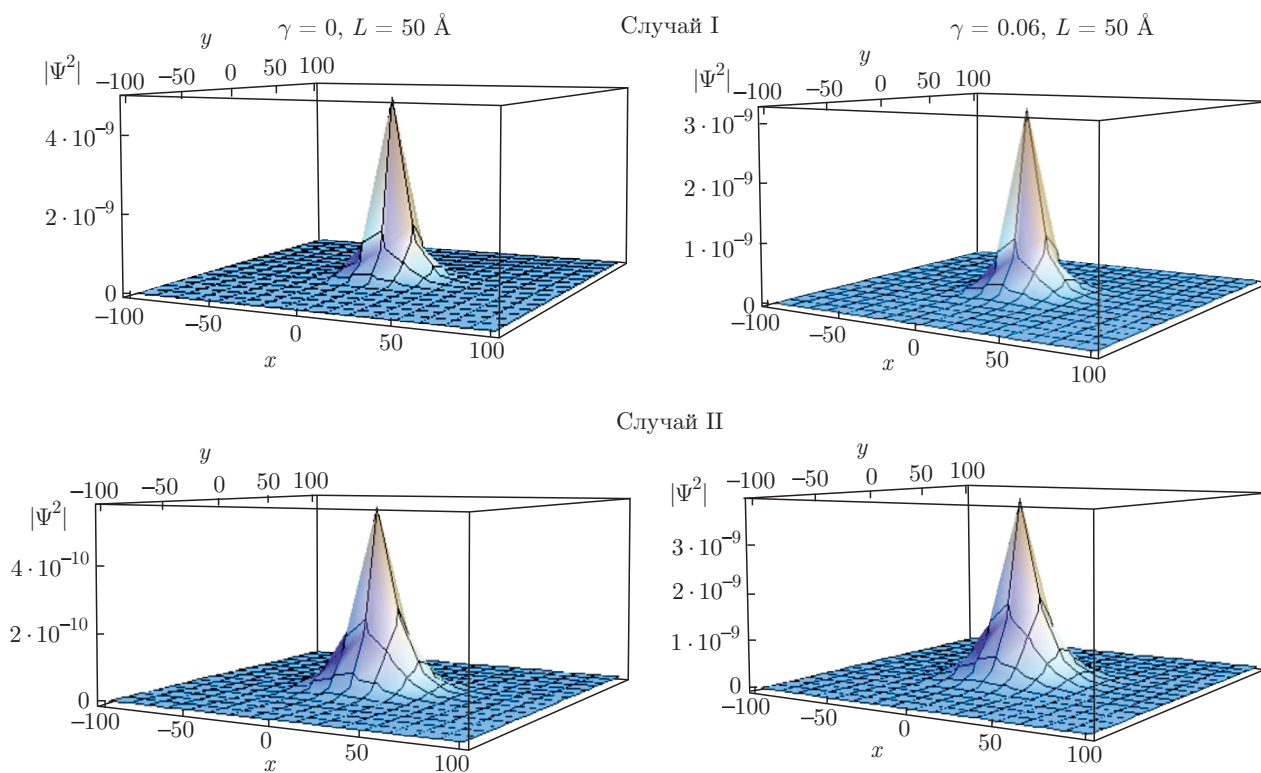 Случай I
γ = 0, L = 50 Å
γ = 0.06, L = 50 Å
y
|Ψ²|
–100 –50 0 50 100
4 · 10⁻⁹
2 · 10⁻⁹
0
–100 –50 0 50 100
x
y
|Ψ²|
–100 –50 0 50 100
3 · 10⁻⁹
2 · 10⁻⁹
1 · 10⁻⁹
0
–100 –50 0 50 100
x
Случай II
y
–100 –50 0 50 100
|Ψ²|
4 · 10⁻¹⁰
2 · 10⁻¹⁰
0
–100 –50 0 50 100
x
y
–100 –50 0 50 100
|Ψ²|
3 · 10⁻⁹
2 · 10⁻⁹
1 · 10⁻⁹
0
–100 –50 0 50 100
x